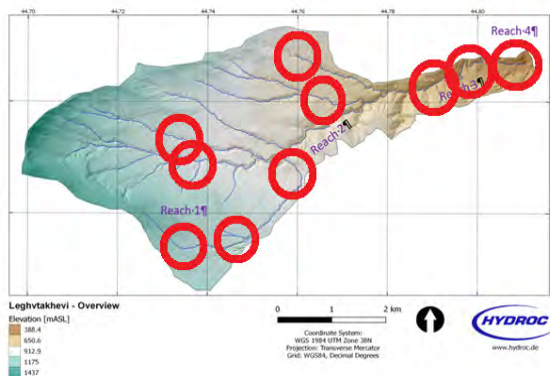 44.70 44.72 44.74 44.76 44.78 44.80
Reach·4¶
Reach·3¶
Reach·2¶
Reach·1¶
Leghvtakhevi - Overview
Elevation [mASL]
388.4
650.6
912.9
1175
1437
0 1 2 km
Coordinate System:
WGS 1984 UTM Zone 38N
Projection: Transverse Mercator
Grid: WGS84, Decimal Degrees
HYDROC
www.hydroc.de